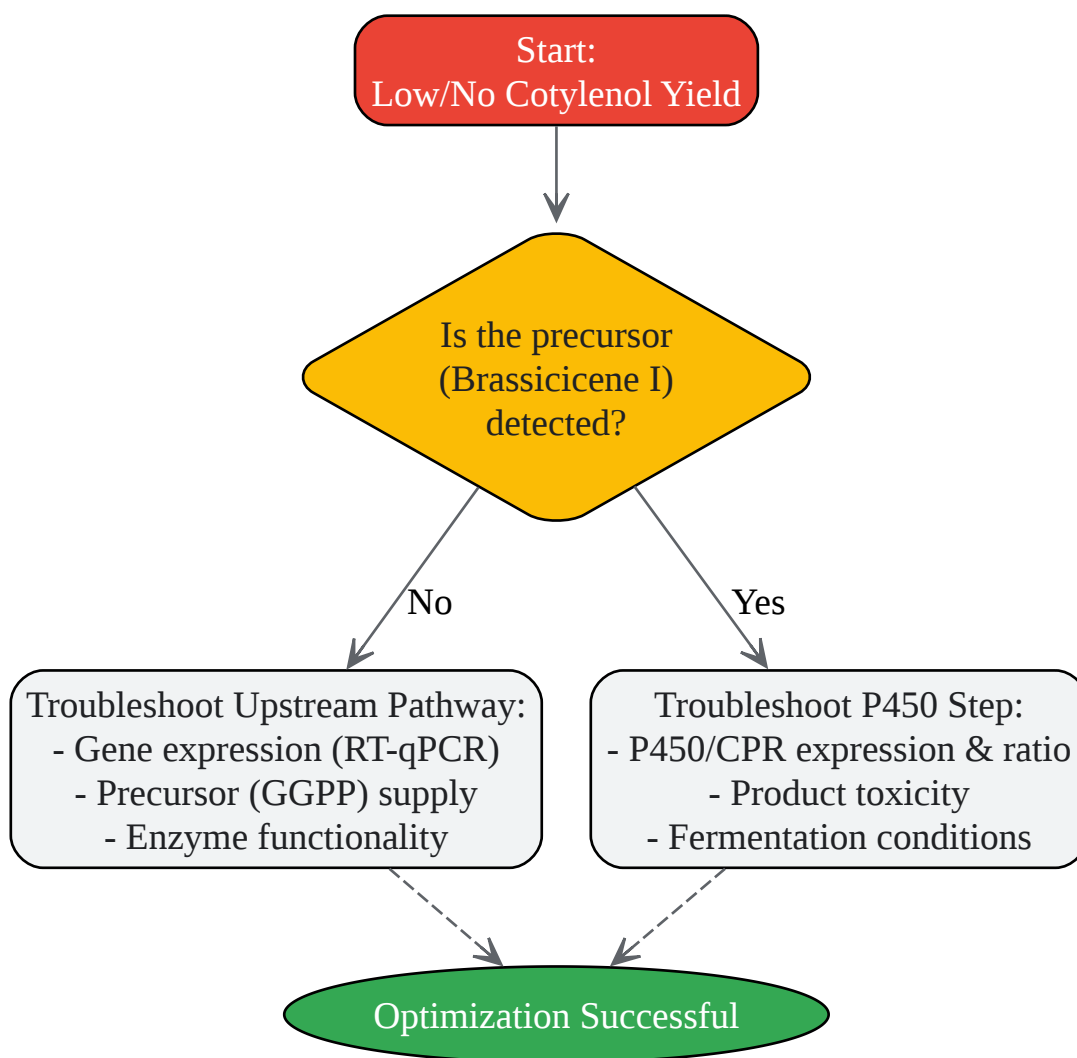 Start:
Low/No Cotylenol Yield
Is the precursor
(Brassicicene I)
detected?
No
Yes
Troubleshoot Upstream Pathway:
- Gene expression (RT-qPCR)
- Precursor (GGPP) supply
- Enzyme functionality
Troubleshoot P450 Step:
- P450/CPR expression & ratio
- Product toxicity
- Fermentation conditions
Optimization Successful